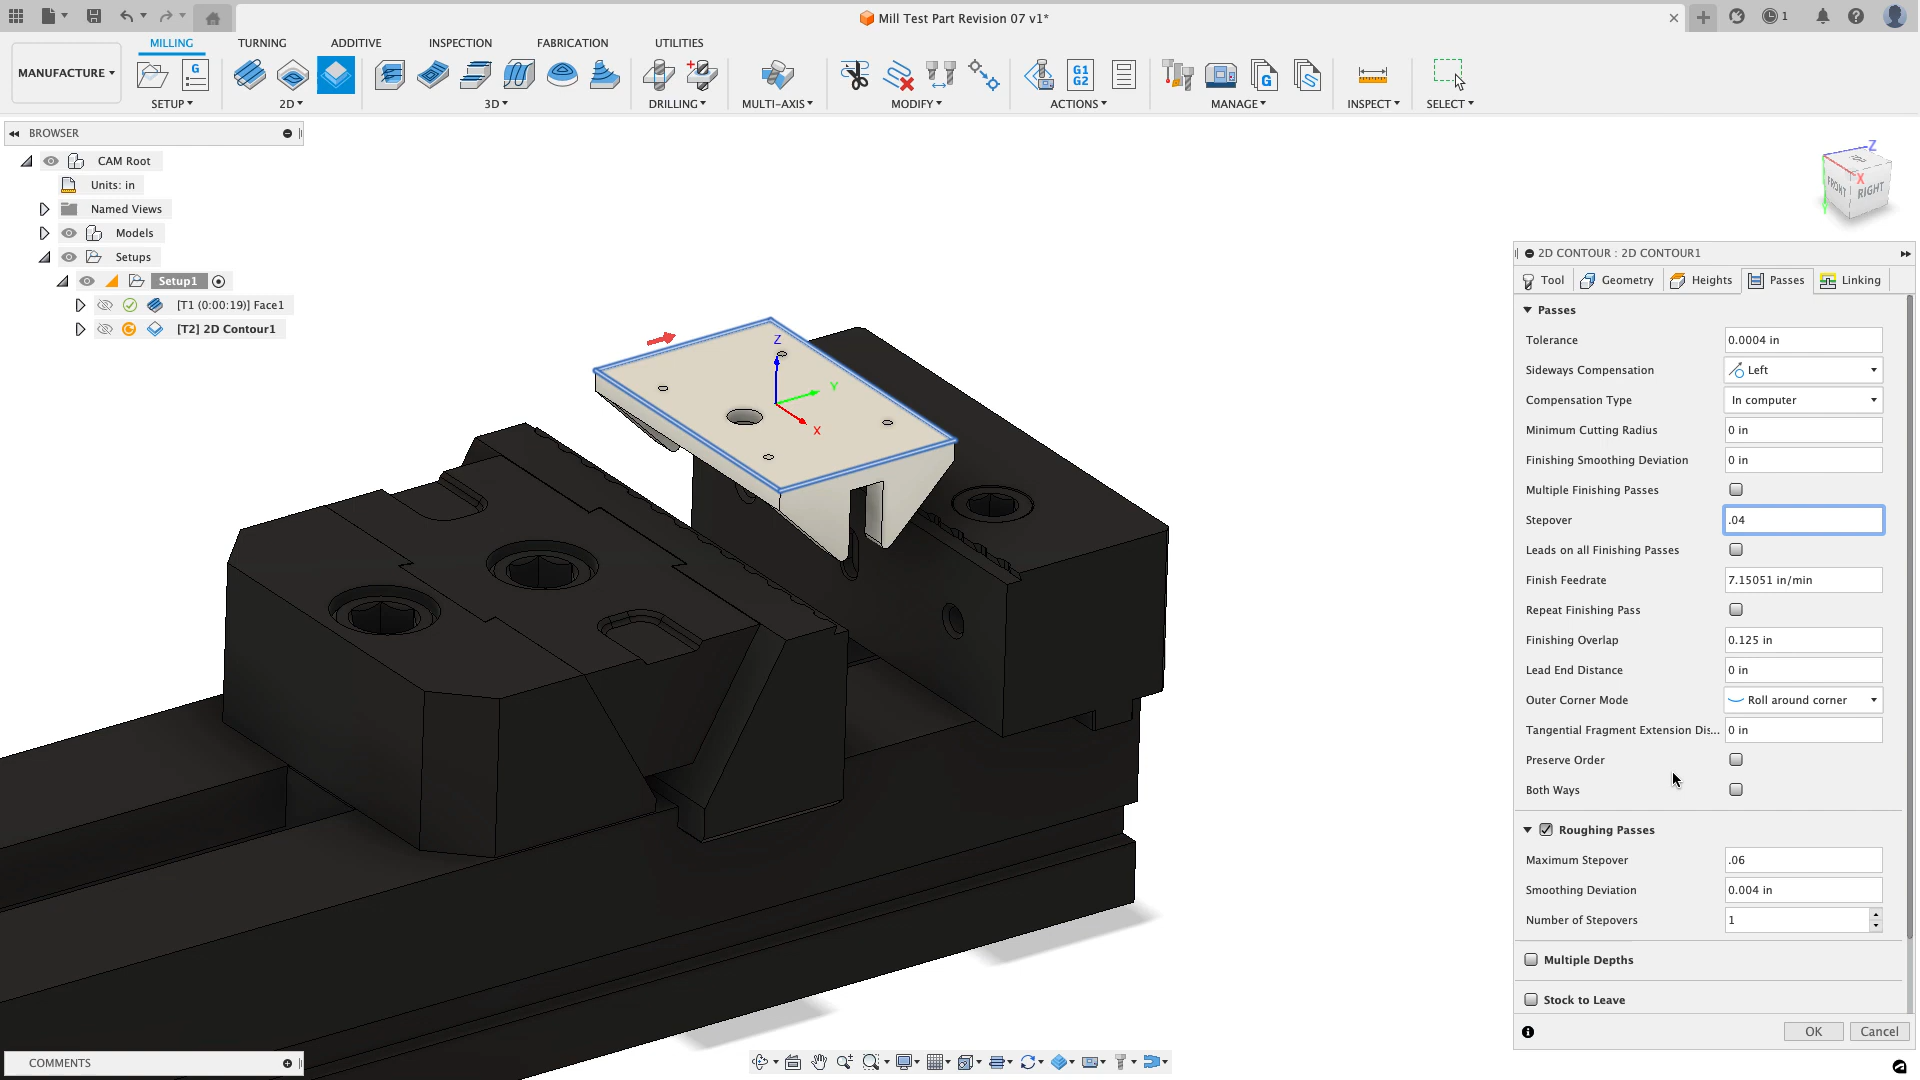 Mill Test Part Revision 07 v1*
1
MILLING
TURNING
ADDITIVE
INSPECTION
FABRICATION
UTILITIES
MANUFACTURE
G
G1
G2
G
SETUP
2D
3D
DRILLING
MULTI-AXIS
MODIFY
ACTIONS
MANAGE
INSPECT
SELECT
BROWSER
CAM Root
Units: in
Named Views
Models
Setups
Setup1
[T1 (0:00:19)] Face1
[T2] 2D Contour1
Z
X
TOP
FRONT
RIGHT
Z
Y
X
2D CONTOUR : 2D CONTOUR1
Tool
Geometry
Heights
Passes
Linking
Passes
Tolerance 0.0004 in
Sideways Compensation Left
Compensation Type In computer
Minimum Cutting Radius 0 in
Finishing Smoothing Deviation 0 in
Multiple Finishing Passes
Stepover .04
Leads on all Finishing Passes
Finish Feedrate 7.15051 in/min
Repeat Finishing Pass
Finishing Overlap 0.125 in
Lead End Distance 0 in
Outer Corner Mode Roll around corner
Tangential Fragment Extension Dis... 0 in
Preserve Order
Both Ways
Roughing Passes
Maximum Stepover .06
Smoothing Deviation 0.004 in
Number of Stepovers 1
Multiple Depths
Stock to Leave
OK
Cancel
COMMENTS